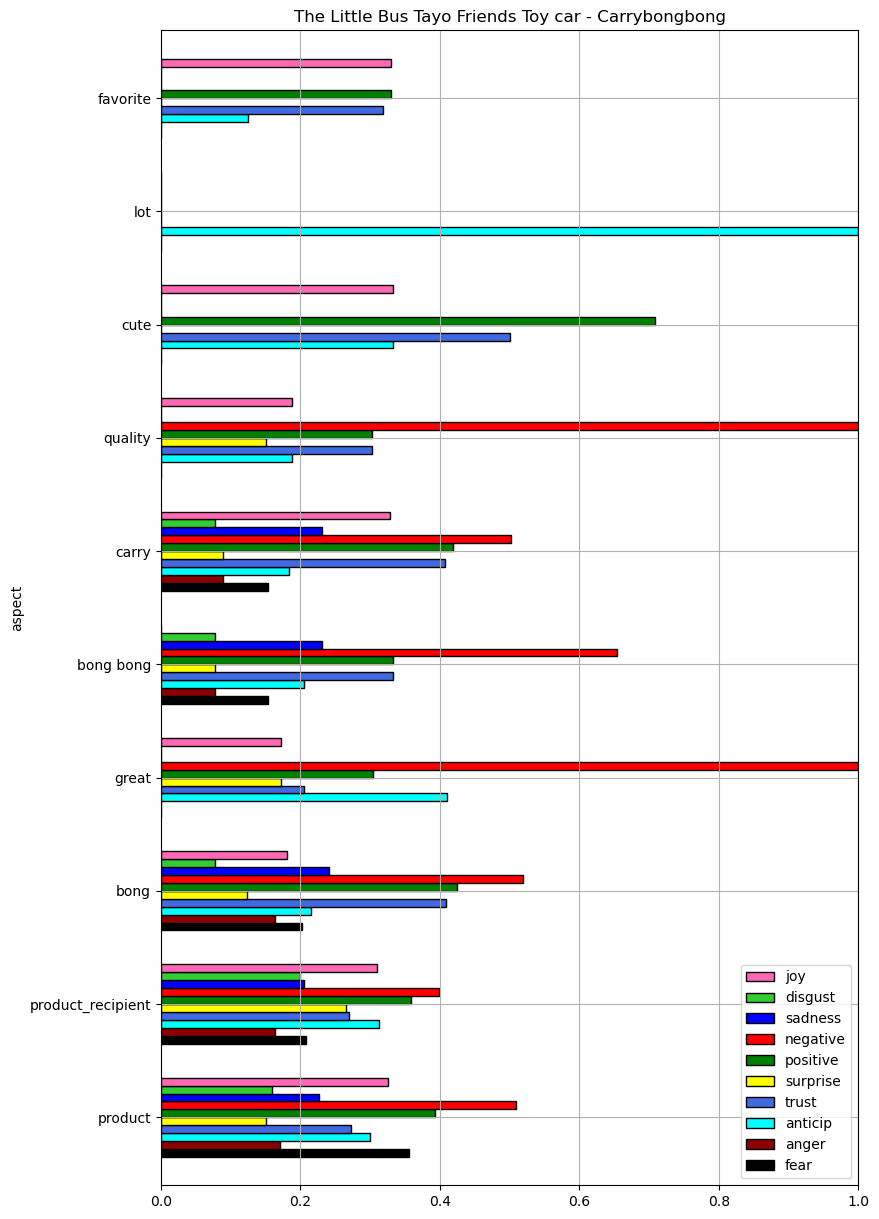 The Little Bus Tayo Friends Toy car - Carrybongbong
favorite
lot
cute
quality
carry
aspect
bong bong
great
bong
product_recipient
product
joy
disgust
sadness
negative
positive
surprise
trust
anticip
anger
fear
0.0 0.2 0.4 0.6 0.8 1.0